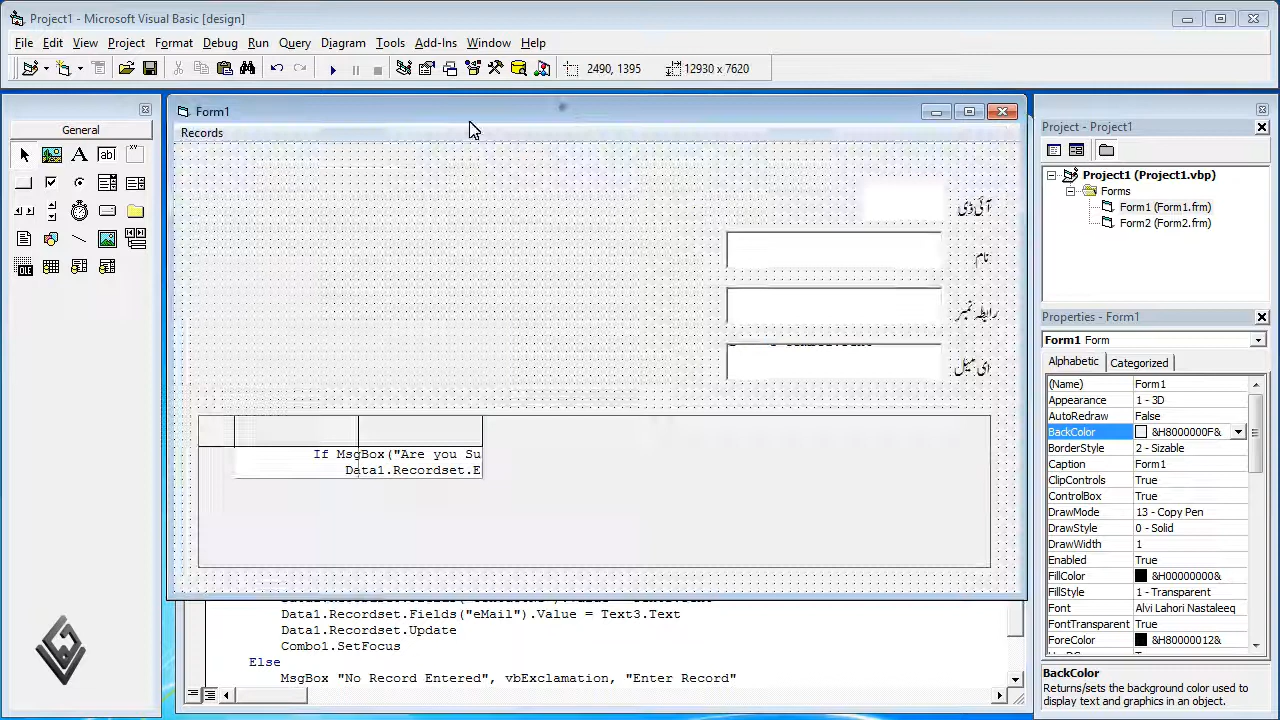 Project1 - Microsoft Visual Basic [design]
File Edit View Project Format Debug Run Query Diagram Tools Add-Ins Window Help
2490, 1395
12930 x 7620
General
Form1
Records
آئی ڈی
نام
رابطہ نمبر
ای میل
If MsgBox("Are you Su
Data1.Recordset.E
Data1.Recordset.Fields("eMail").Value = Text3.Text
Data1.Recordset.Update
Combo1.SetFocus
Else
MsgBox "No Record Entered", vbExclamation, "Enter Record"
Project - Project1
Project1 (Project1.vbp)
Forms
Form1 (Form1.frm)
Form2 (Form2.frm)
Properties - Form1
Form1 Form
Alphabetic Categorized
(Name) Form1
Appearance 1 - 3D
AutoRedraw False
BackColor &H8000000F&
BorderStyle 2 - Sizable
Caption Form1
ClipControls True
ControlBox True
DrawMode 13 - Copy Pen
DrawStyle 0 - Solid
DrawWidth 1
Enabled True
FillColor &H00000000&
FillStyle 1 - Transparent
Font Alvi Lahori Nastaleeq
FontTransparent True
ForeColor &H80000012&
BackColor
Returns/sets the background color used to
display text and graphics in an object.